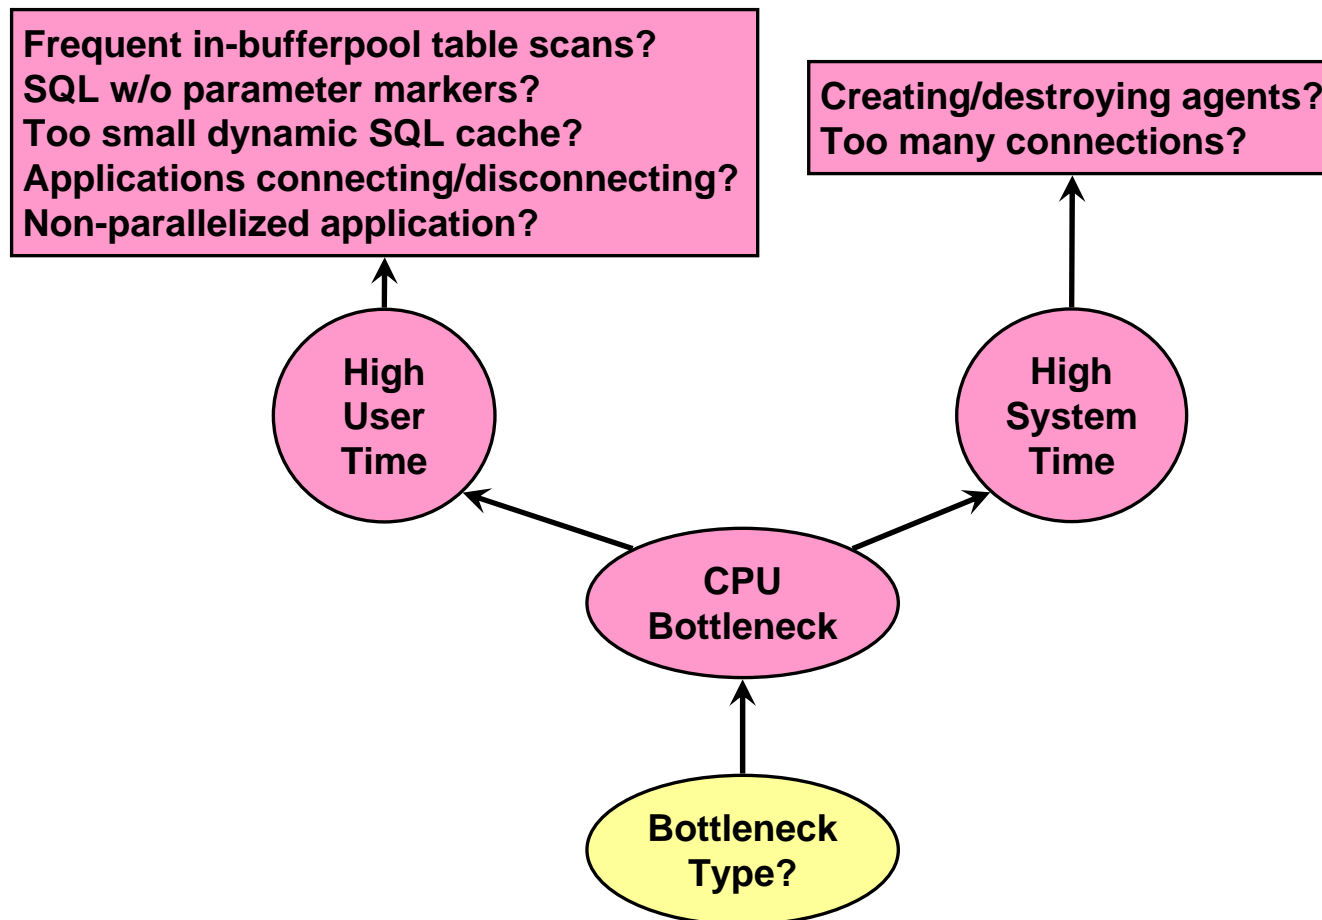 Frequent in-bufferpool table scans?
SQL w/o parameter markers?
Too small dynamic SQL cache?
Applications connecting/disconnecting?
Non-parallelized application?
Creating/destroying agents?
Too many connections?
High
User
Time
High
System
Time
CPU
Bottleneck
Bottleneck
Type?